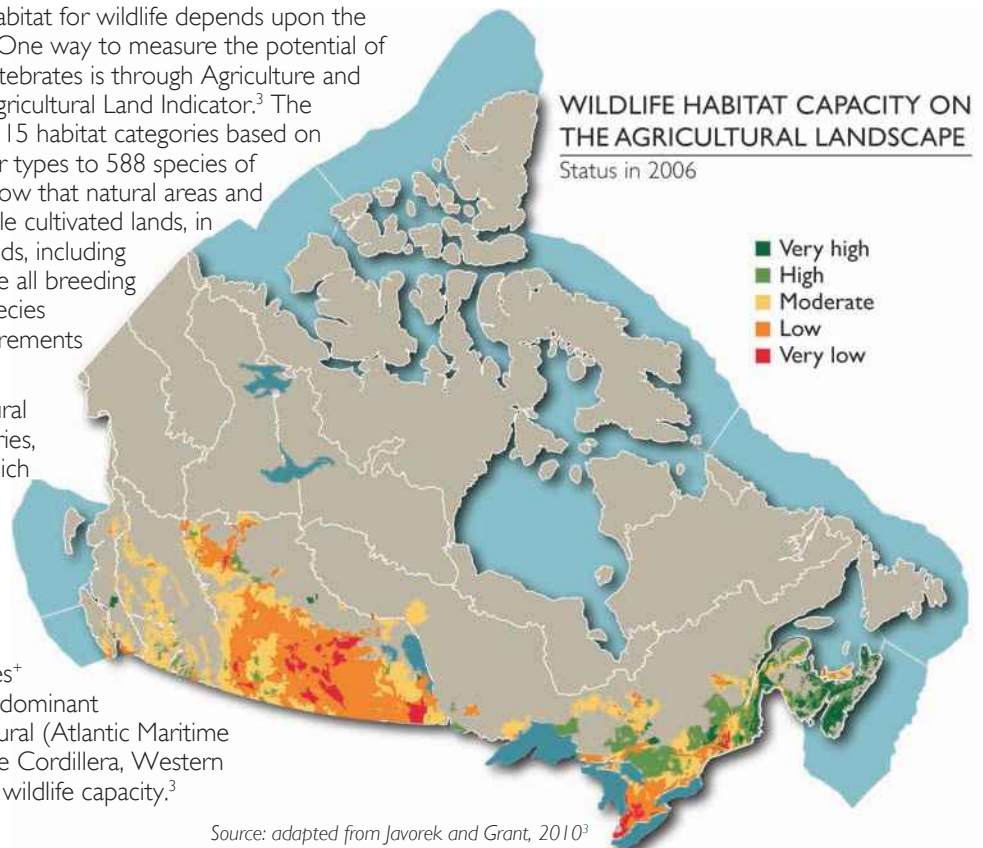 abitat for wildlife depends upon the
One way to measure the potential of
tebrates is through Agriculture and
gricultural Land Indicator.³ The
15 habitat categories based on
r types to 588 species of
ow that natural areas and
le cultivated lands, in
ds, including
e all breeding
ecies
rements
ural
ries,
ich
es⁺
dominant
ural (Atlantic Maritime
e Cordillera, Western
wildlife capacity.³
WILDLIFE HABITAT CAPACITY ON
THE AGRICULTURAL LANDSCAPE
Status in 2006
Very high
High
Moderate
Low
Very low
Source: adapted from Javorek and Grant, 2010³